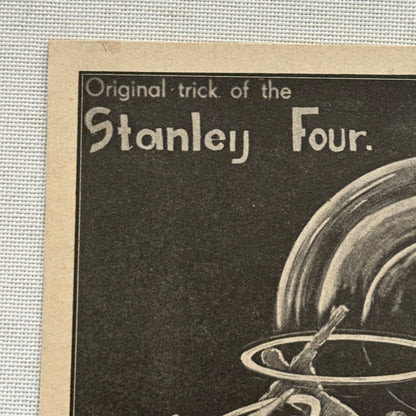 Original trick of the
Stanley Four.